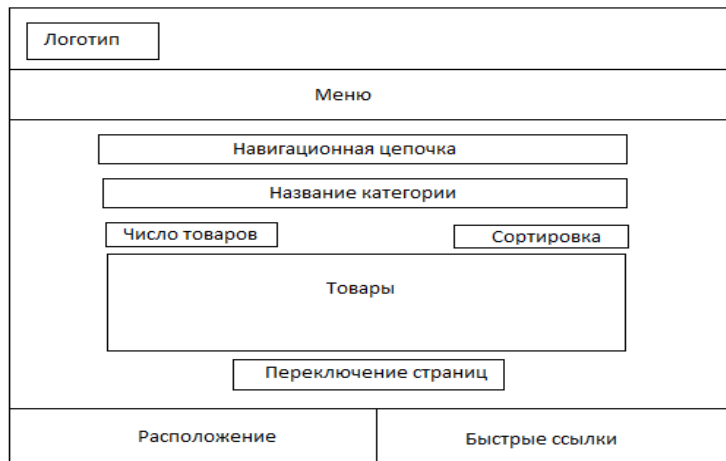 Логотип
Меню
Навигационная цепочка
Название категории
Число товаров
Сортировка
Товары
Переключение страниц
Расположение
Быстрые ссылки